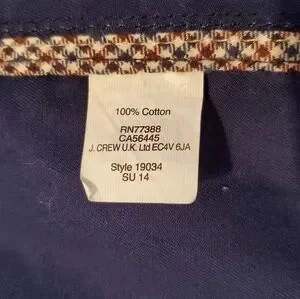 100% Cotton
RN77388
CA56445
J. CREW U.K. Ltd EC4V 6JA
Style 19034
SU 14